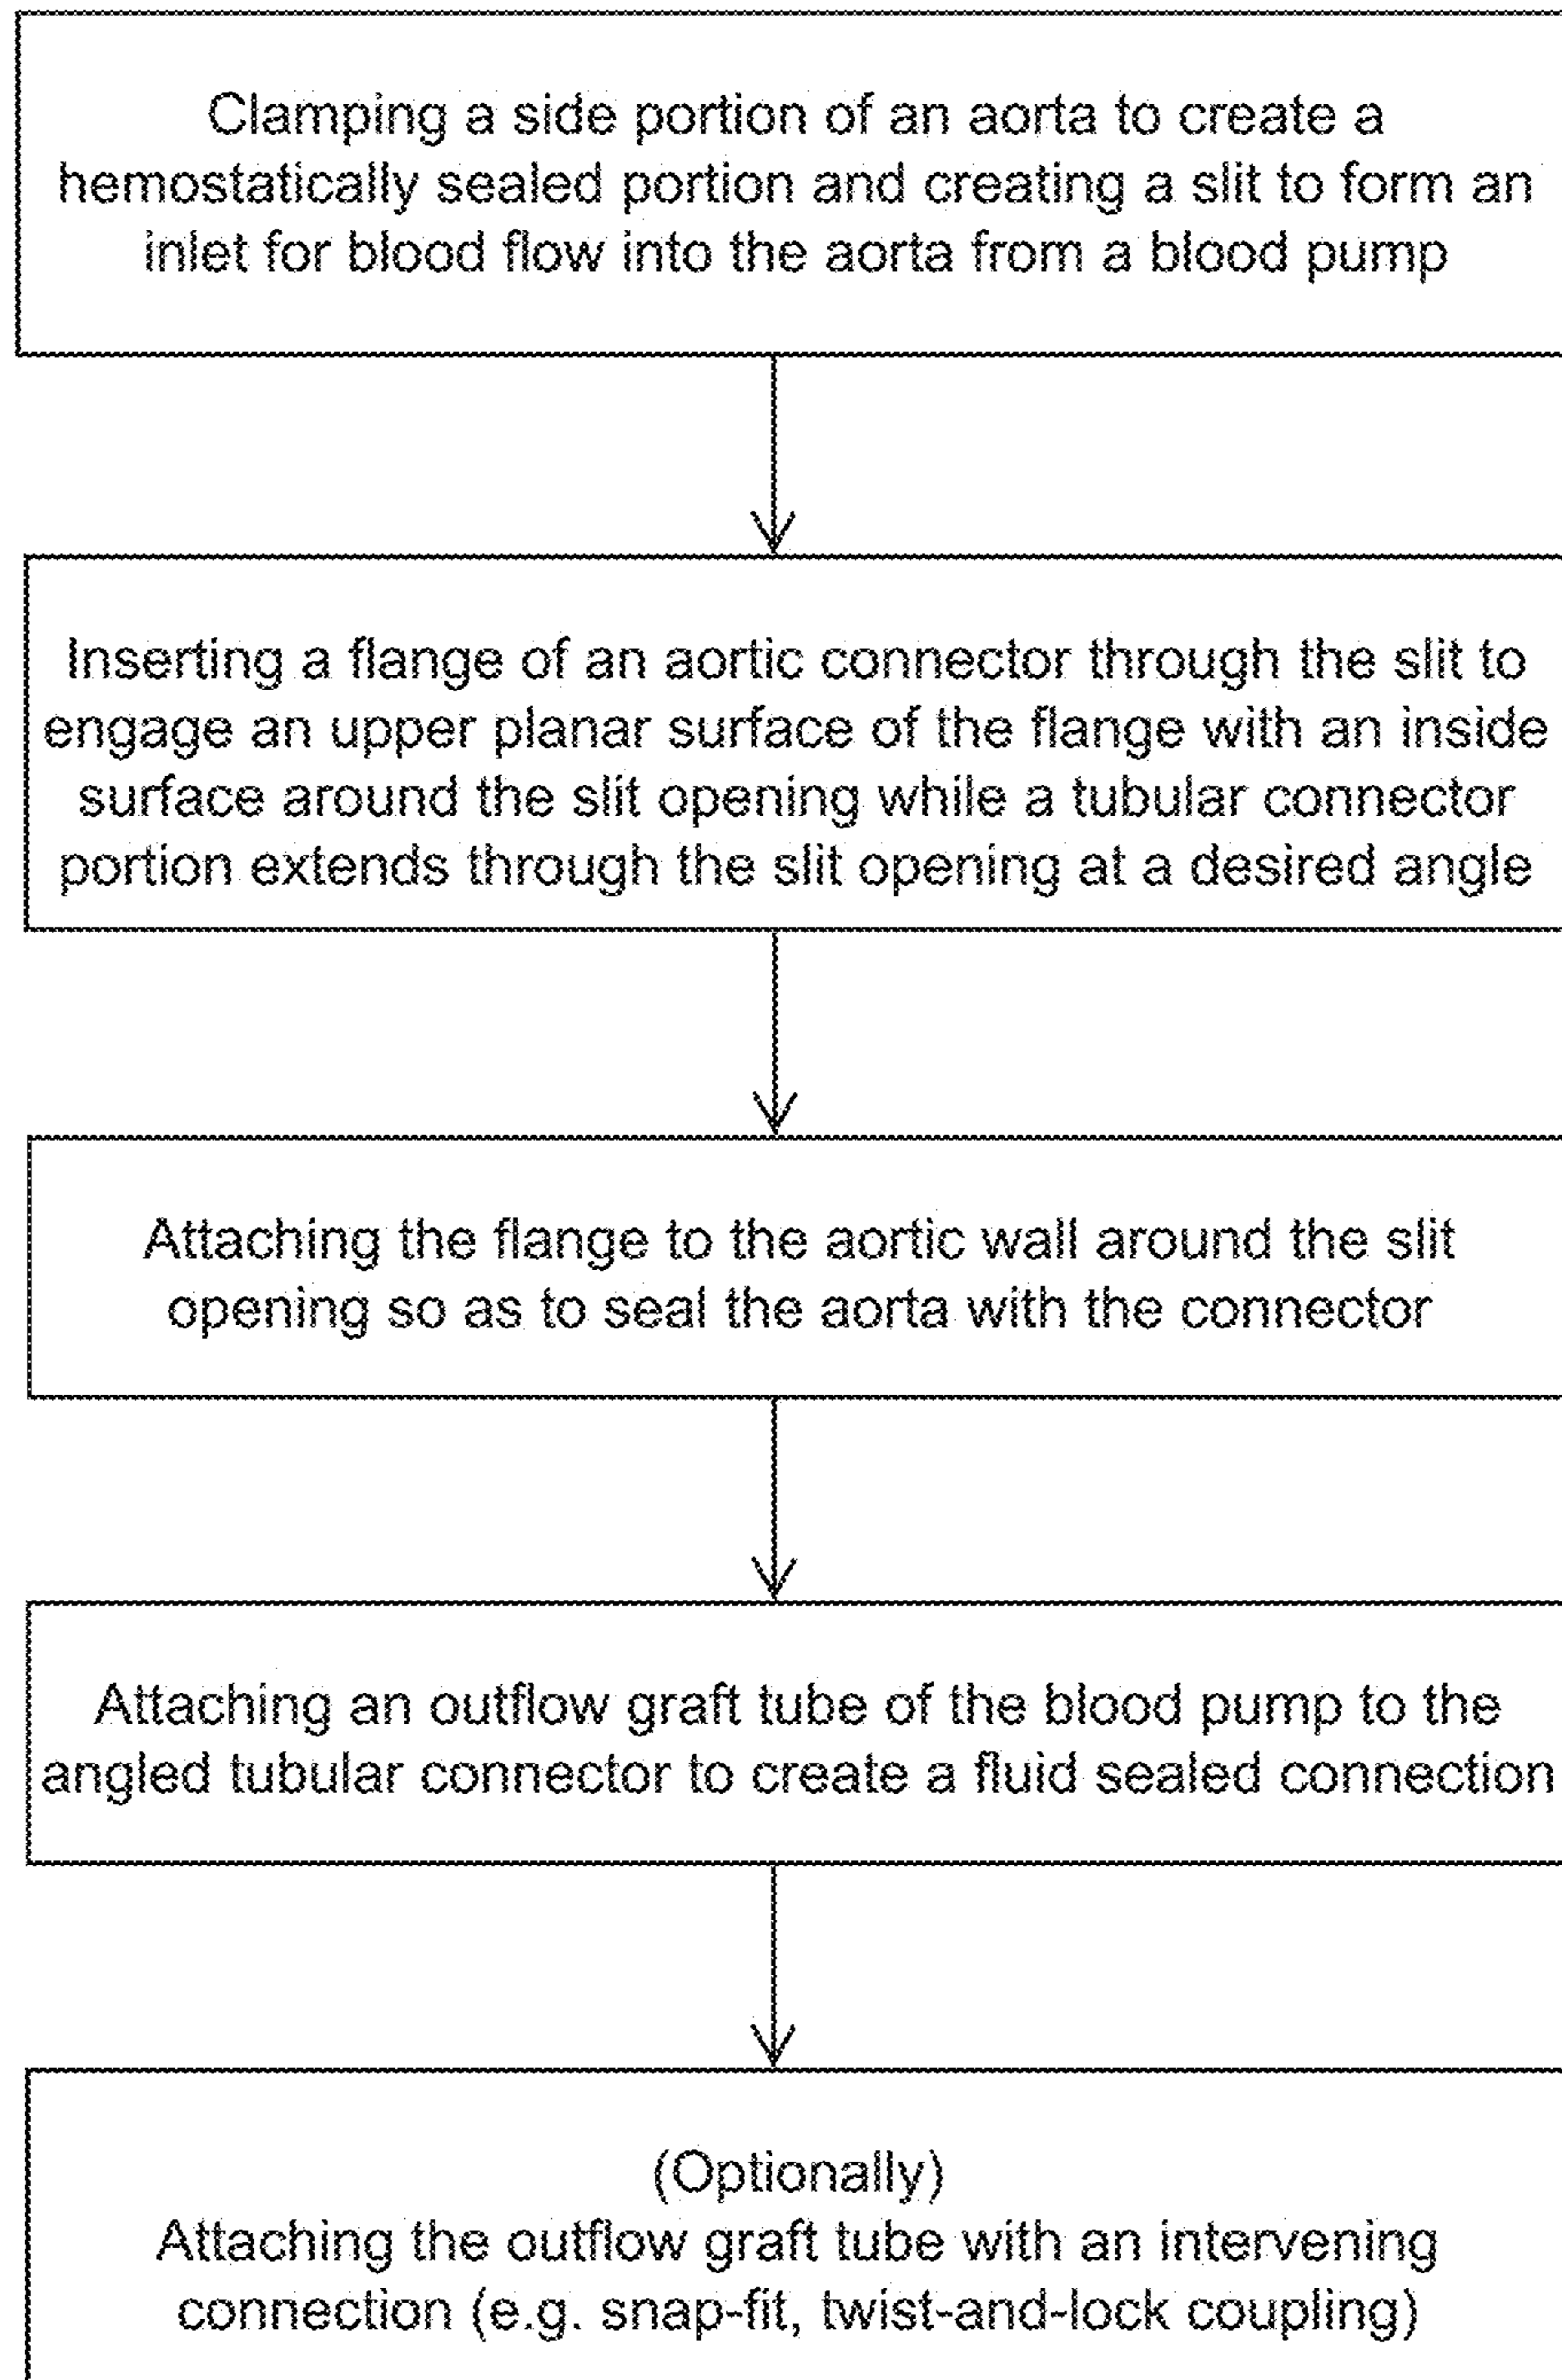 Clamping a side portion of an aorta to create a
hemostatically sealed portion and creating a slit to form an
inlet for blood flow into the aorta from a blood pump
Inserting a flange of an aortic connector through the slit to
engage an upper planar surface of the flange with an inside
surface around the slit opening while a tubular connector
portion extends through the slit opening at a desired angle
Attaching the flange to the aortic wall around the slit
opening so as to seal the aorta with the connector
Attaching an outflow graft tube of the blood pump to the
angled tubular connector to create a fluid sealed connection
(Optionally)
Attaching the outflow graft tube with an intervening
connection (e.g. snap-fit, twist-and-lock coupling)